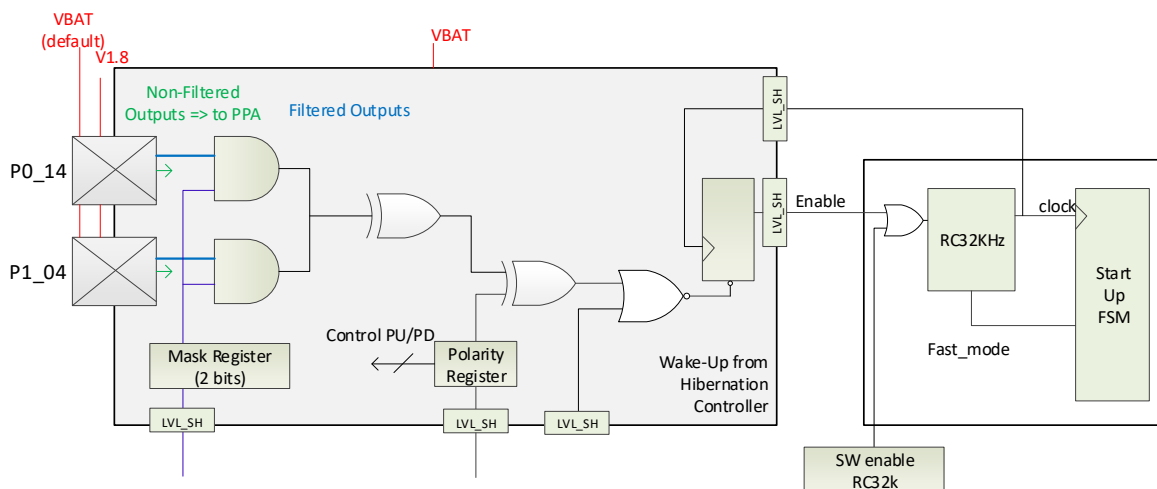 VBAT
(default)
V1.8
VBAT
Non-Filtered
Outputs => to PPA
Filtered Outputs
LVL_SH
P0_14
LVL_SH
Enable
clock
RC32KHz
P1_04
Start
Up
FSM
Control PU/PD
Fast_mode
Mask Register
(2 bits)
Polarity
Register
Wake-Up from
Hibernation
Controller
LVL_SH
LVL_SH
LVL_SH
SW enable
RC32k